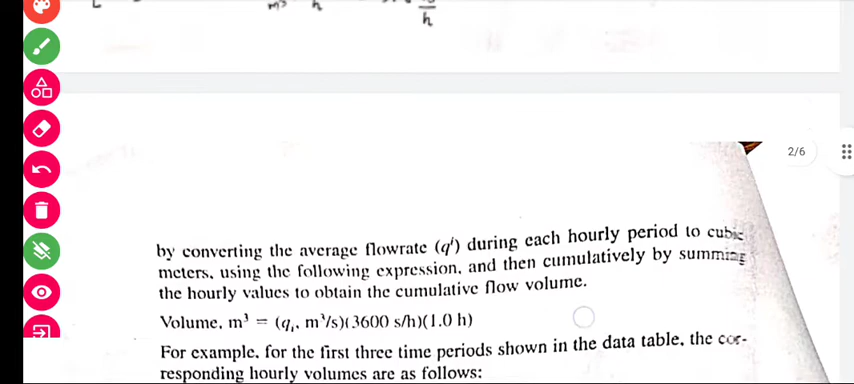 h
2/6
by converting the average flowrate (qⁱ) during each hourly period to cubic
meters, using the following expression, and then cumulatively by summing
the hourly values to obtain the cumulative flow volume.
Volume, m³ = (qᵢ, m³/s)(3600 s/h)(1.0 h)
For example, for the first three time periods shown in the data table, the cor-
responding hourly volumes are as follows: